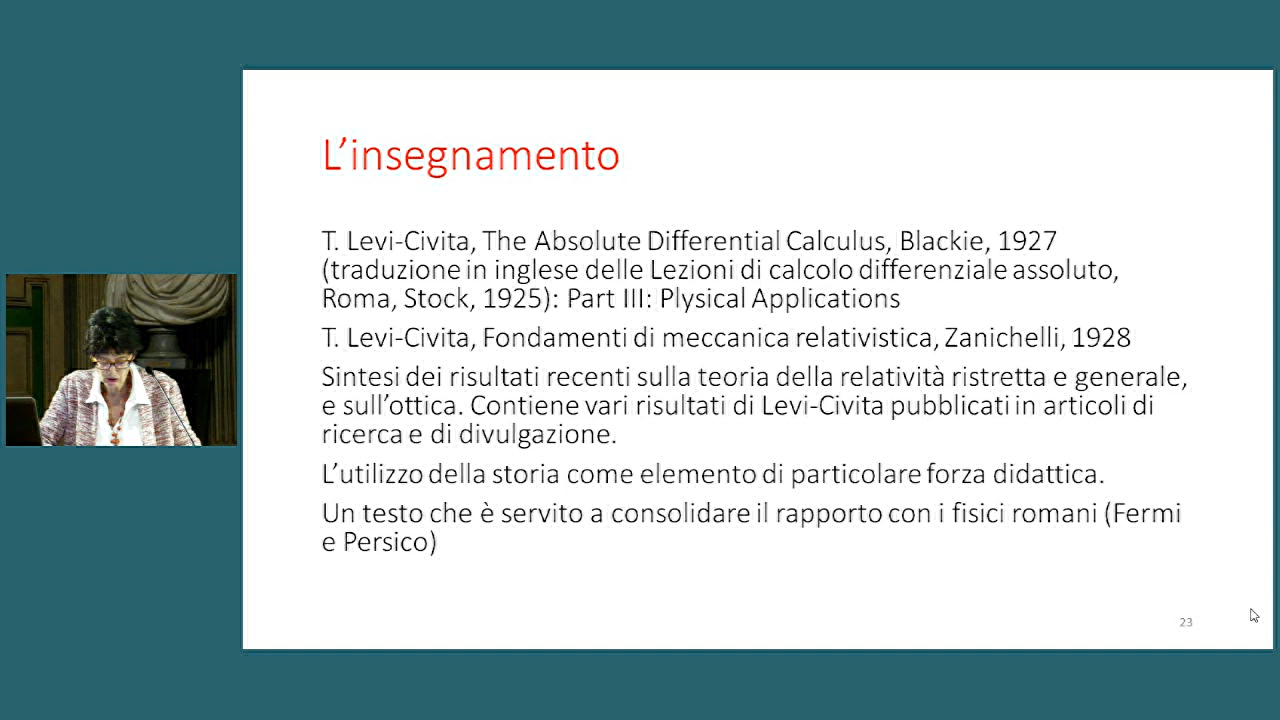 L’insegnamento
T. Levi-Civita, The Absolute Differential Calculus, Blackie, 1927
(traduzione in inglese delle Lezioni di calcolo differenziale assoluto,
Roma, Stock, 1925): Part III: Plysical Applications
T. Levi-Civita, Fondamenti di meccanica relativistica, Zanichelli, 1928
Sintesi dei risultati recenti sulla teoria della relatività ristretta e generale,
e sull’ottica. Contiene vari risultati di Levi-Civita pubblicati in articoli di
ricerca e di divulgazione.
L’utilizzo della storia come elemento di particolare forza didattica.
Un testo che è servito a consolidare il rapporto con i fisici romani (Fermi
e Persico)
23